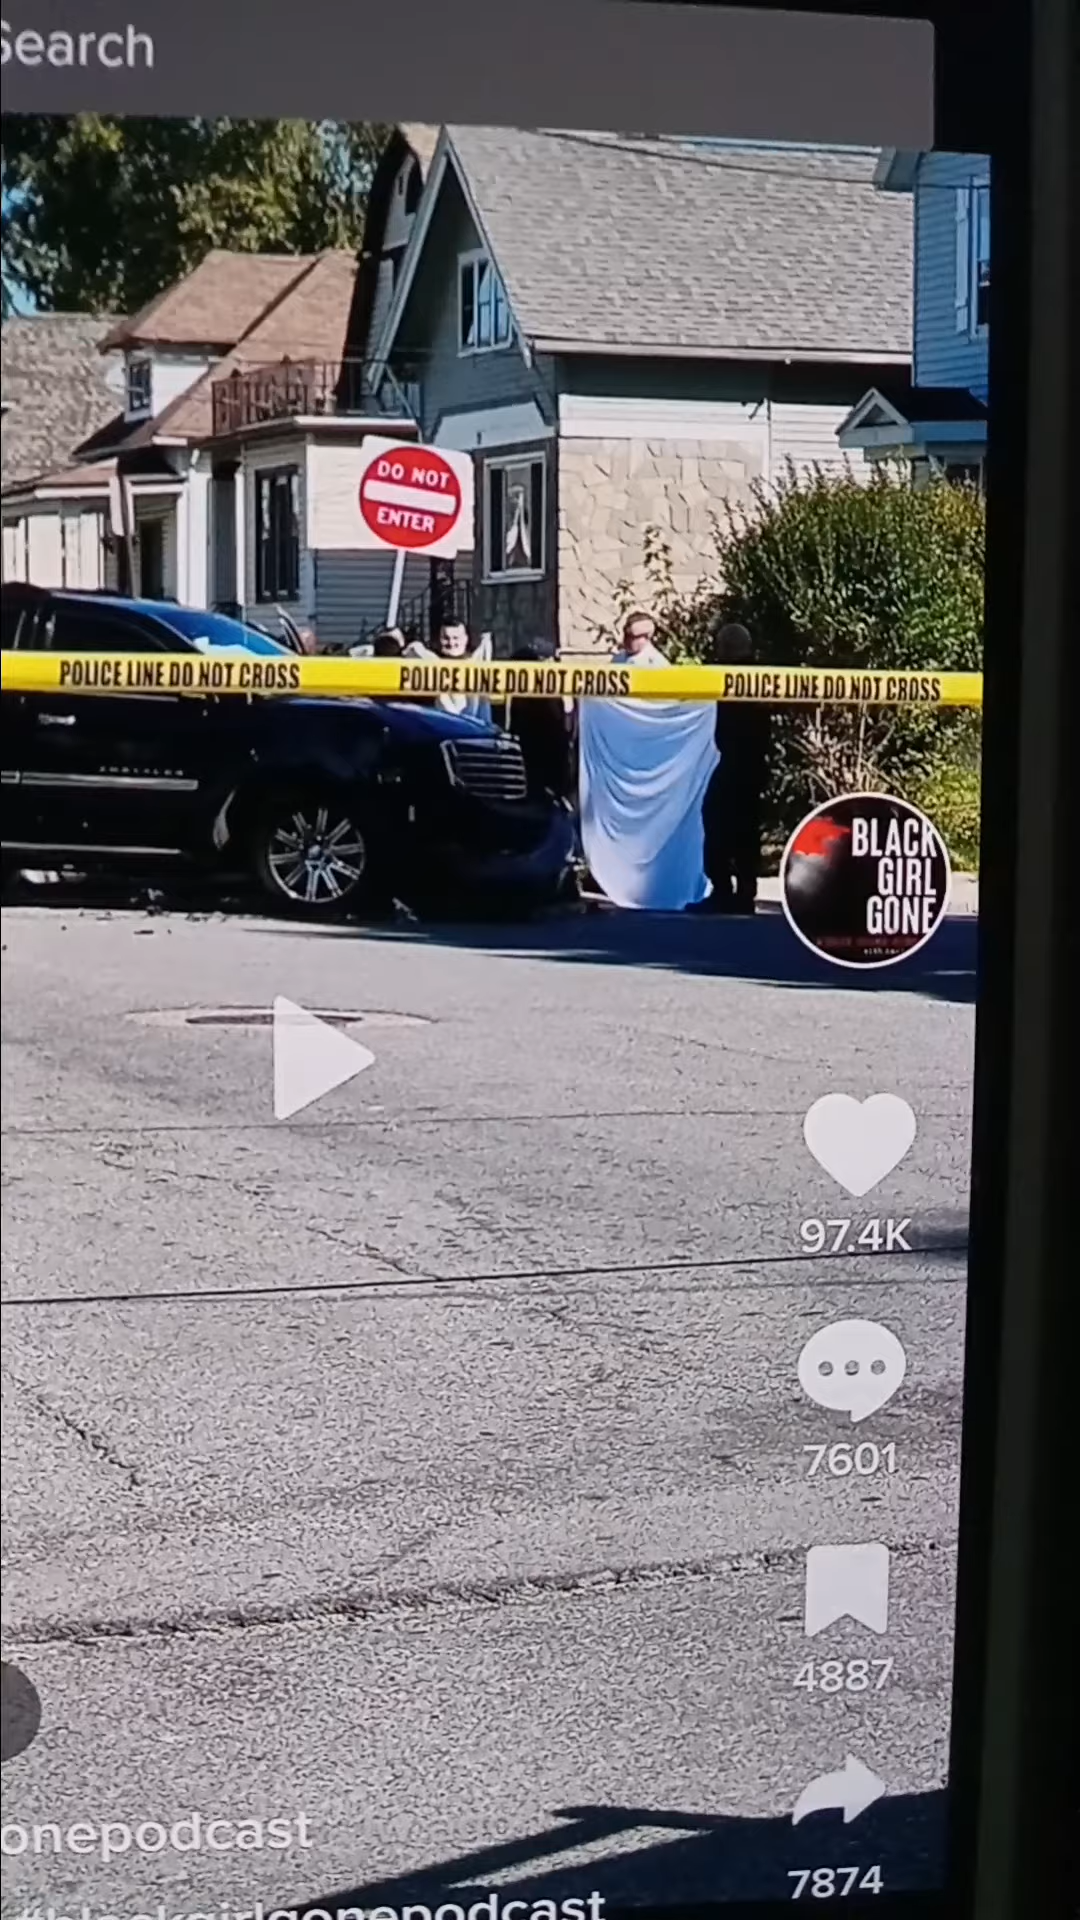 Search
DO NOT
ENTER
POLICE LINE DO NOT CROSS POLICE LINE DO NOT CROSS POLICE LINE DO NOT CROSS
BLACK
GIRL
GONE
97.4K
7601
4887
7874
onepodcast
#blackgirlgonepodcast